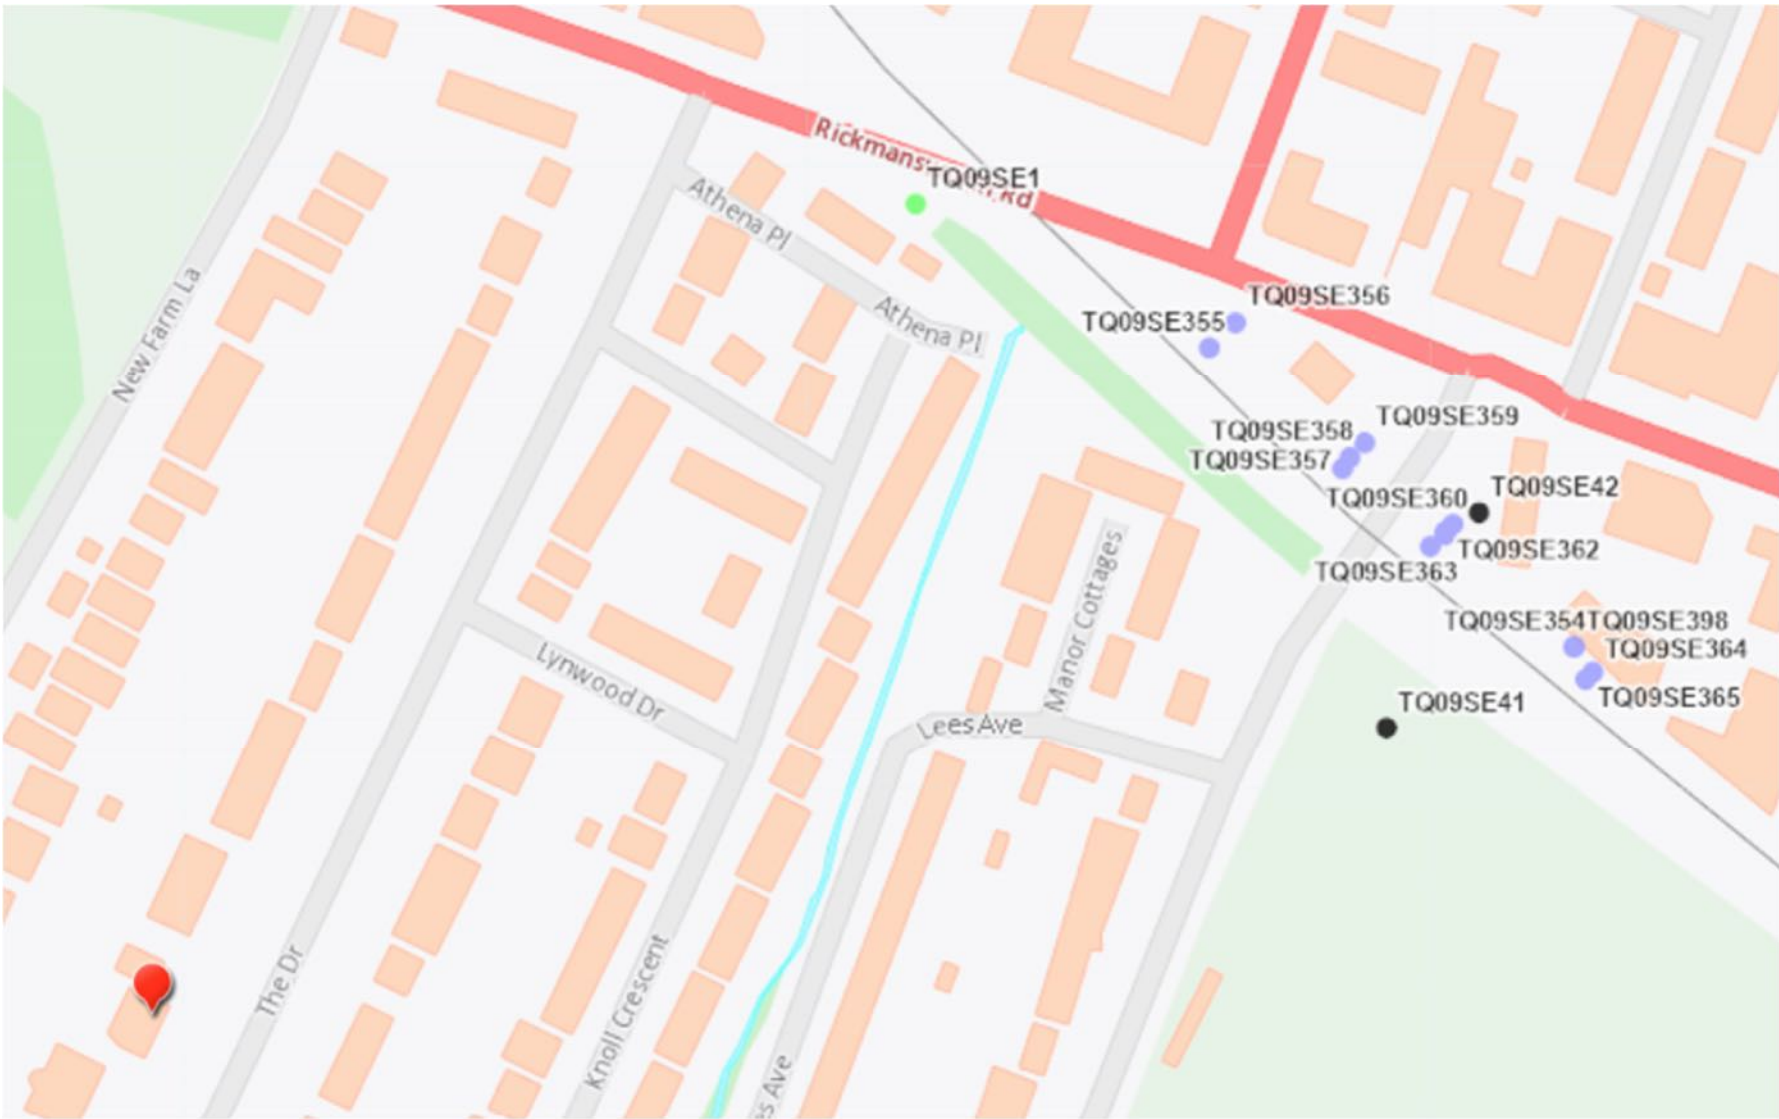 Rickmans
Rd
TQ09SE1
Athena Pl
Athena Pl
New Farm La
TQ09SE356
TQ09SE355
TQ09SE359
TQ09SE358
TQ09SE357
TQ09SE360
TQ09SE42
TQ09SE362
TQ09SE363
TQ09SE354
TQ09SE398
TQ09SE364
TQ09SE365
TQ09SE41
Manor Cottages
Lynwood Dr
Lees Ave
The Dr
Knoll Crescent
es Ave